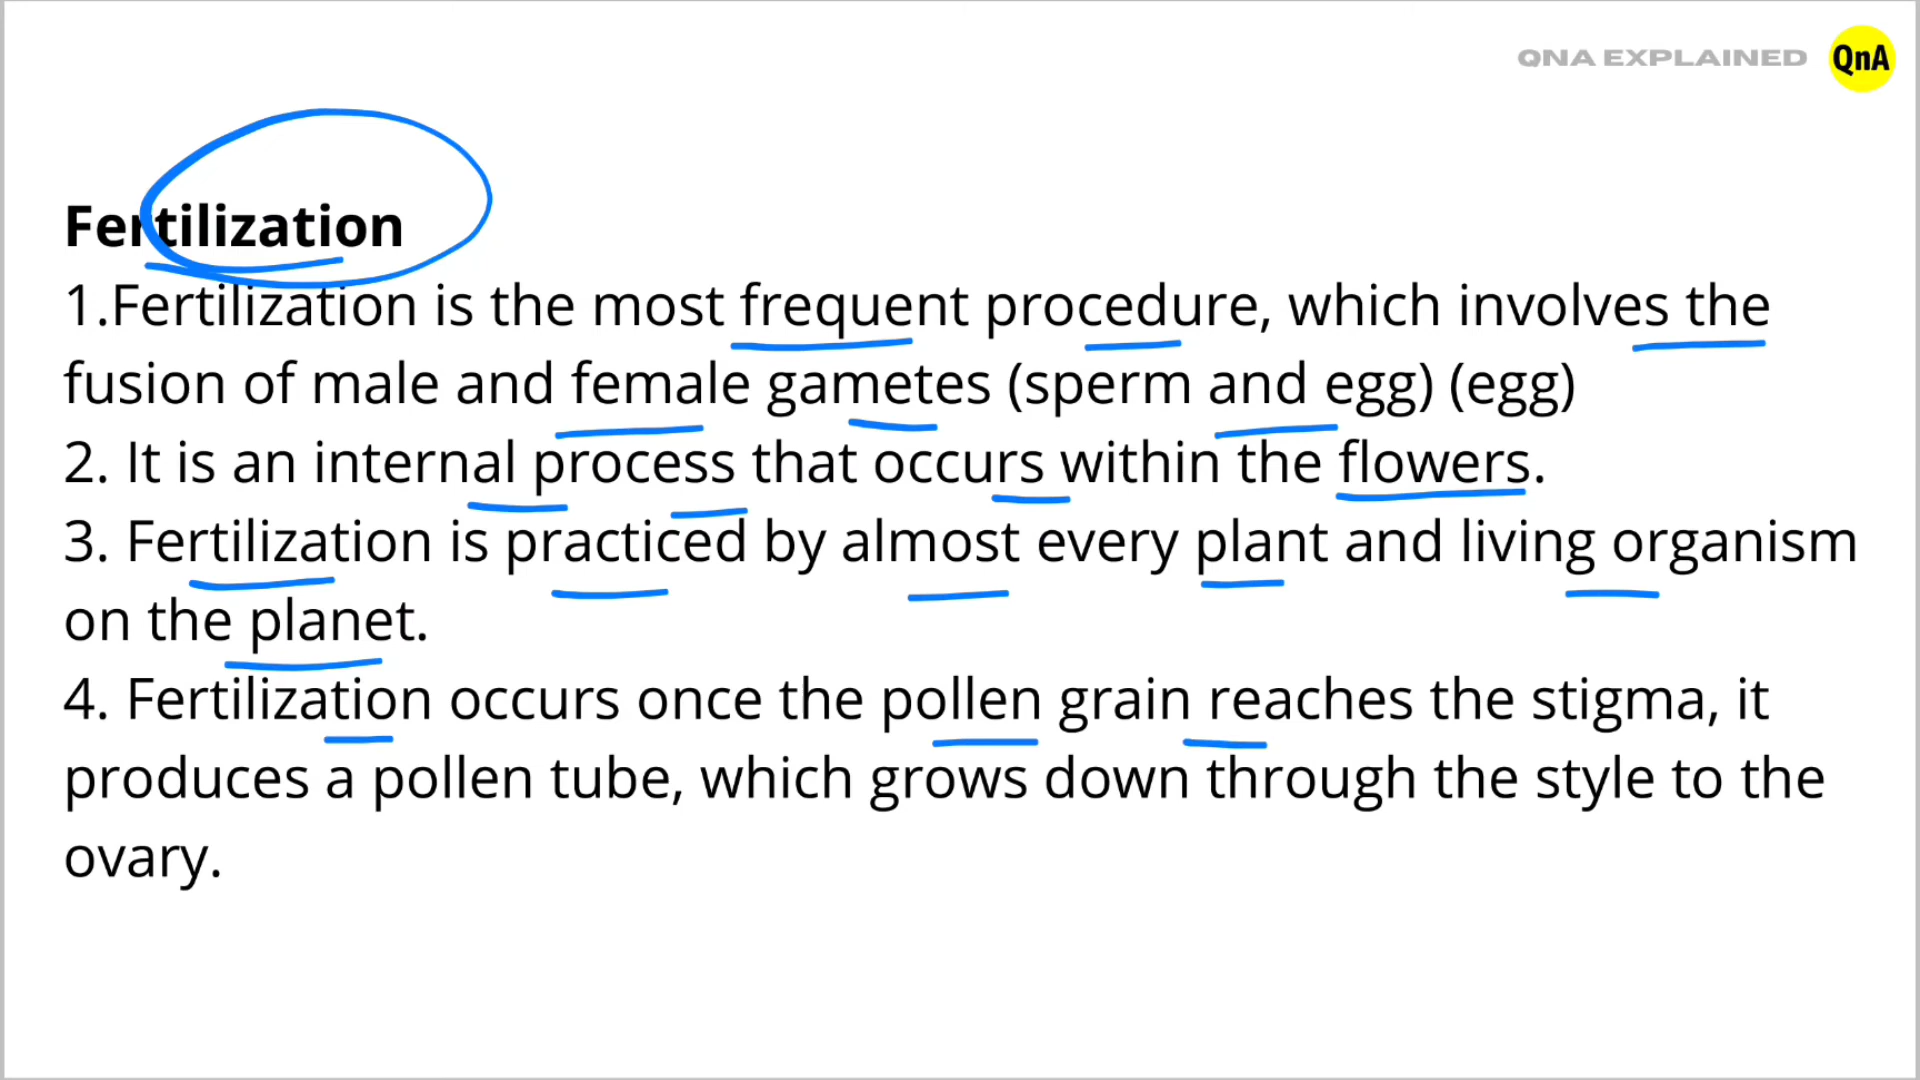 QNA EXPLAINED QnA
Fertilization
1.Fertilization is the most frequent procedure, which involves the
fusion of male and female gametes (sperm and egg) (egg)
2. It is an internal process that occurs within the flowers.
3. Fertilization is practiced by almost every plant and living organism
on the planet.
4. Fertilization occurs once the pollen grain reaches the stigma, it
produces a pollen tube, which grows down through the style to the
ovary.